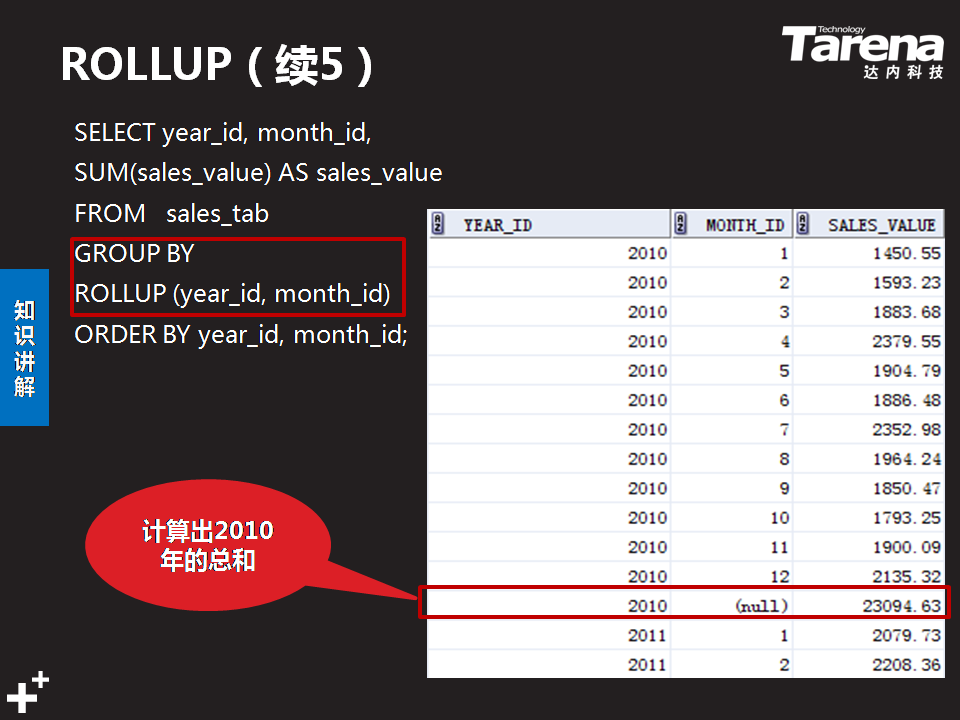 ROLLUP（续5）
Technology
Tarena
达内科技
SELECT year_id, month_id,
SUM(sales_value) AS sales_value
FROM sales_tab
GROUP BY
ROLLUP (year_id, month_id)
ORDER BY year_id, month_id;
知识讲解
计算出2010
年的总和
YEAR_ID MONTH_ID SALES_VALUE
2010 1 1450.55
2010 2 1593.23
2010 3 1883.68
2010 4 2379.55
2010 5 1904.79
2010 6 1886.48
2010 7 2352.98
2010 8 1964.24
2010 9 1850.47
2010 10 1793.25
2010 11 1900.09
2010 12 2135.32
2010 (null) 23094.63
2011 1 2079.73
2011 2 2208.36